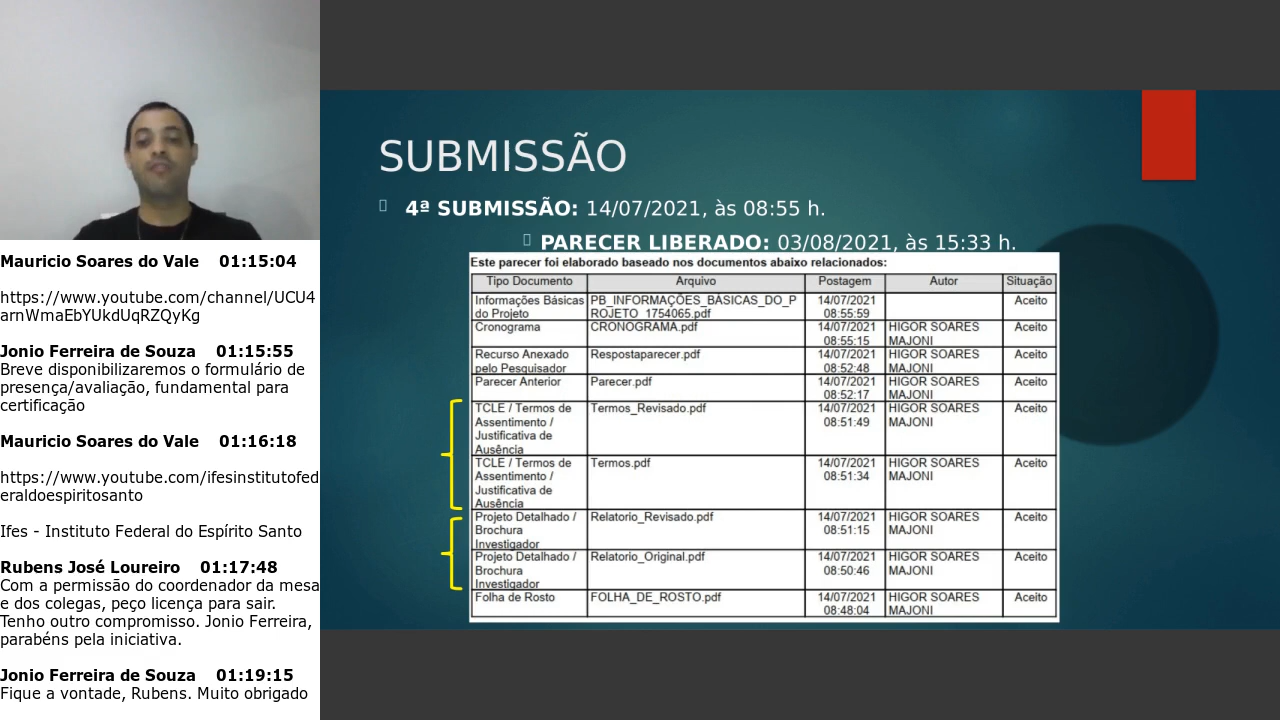 Mauricio Soares do Vale 01:15:04
https://www.youtube.com/channel/UCU4
arnWmaEbYUkdUqRZQyKg
Jonio Ferreira de Souza 01:15:55
Breve disponibilizaremos o formulário de
presença/avaliação, fundamental para
certificação
Mauricio Soares do Vale 01:16:18
https://www.youtube.com/ifesinstitutofed
eraldoespiritosanto
Ifes - Instituto Federal do Espírito Santo
Rubens José Loureiro 01:17:48
Com a permissão do coordenador da mesa
e dos colegas, peço licença para sair.
Tenho outro compromisso. Jonio Ferreira,
parabéns pela iniciativa.
Jonio Ferreira de Souza 01:19:15
Fique a vontade, Rubens. Muito obrigado
SUBMISSÃO
4ª SUBMISSÃO: 14/07/2021, às 08:55 h.
PARECER LIBERADO: 03/08/2021, às 15:33 h.
Este parecer foi elaborado baseado nos documentos abaixo relacionados:
Tipo Documento Arquivo Postagem Autor Situação
Informações Básicas PB_INFORMAÇÕES_BÁSICAS_DO_P 14/07/2021 Aceito
do Projeto ROJETO_1754065.pdf 08:55:59
Cronograma CRONOGRAMA.pdf 14/07/2021 HIGOR SOARES Aceito
08:55:15 MAJONI
Recurso Anexado Respostaparecer.pdf 14/07/2021 HIGOR SOARES Aceito
pelo Pesquisador 08:52:48 MAJONI
Parecer Anterior Parecer.pdf 14/07/2021 HIGOR SOARES Aceito
08:52:17 MAJONI
TCLE / Termos de Termos_Revisado.pdf 14/07/2021 HIGOR SOARES Aceito
Assentimento / 08:51:49 MAJONI
Justificativa de
Ausência
TCLE / Termos de Termos.pdf 14/07/2021 HIGOR SOARES Aceito
Assentimento / 08:51:34 MAJONI
Justificativa de
Ausência
Projeto Detalhado / Relatorio_Revisado.pdf 14/07/2021 HIGOR SOARES Aceito
Brochura 08:51:15 MAJONI
Investigador
Projeto Detalhado / Relatorio_Original.pdf 14/07/2021 HIGOR SOARES Aceito
Brochura 08:50:46 MAJONI
Investigador
Folha de Rosto FOLHA_DE_ROSTO.pdf 14/07/2021 HIGOR SOARES Aceito
08:48:04 MAJONI